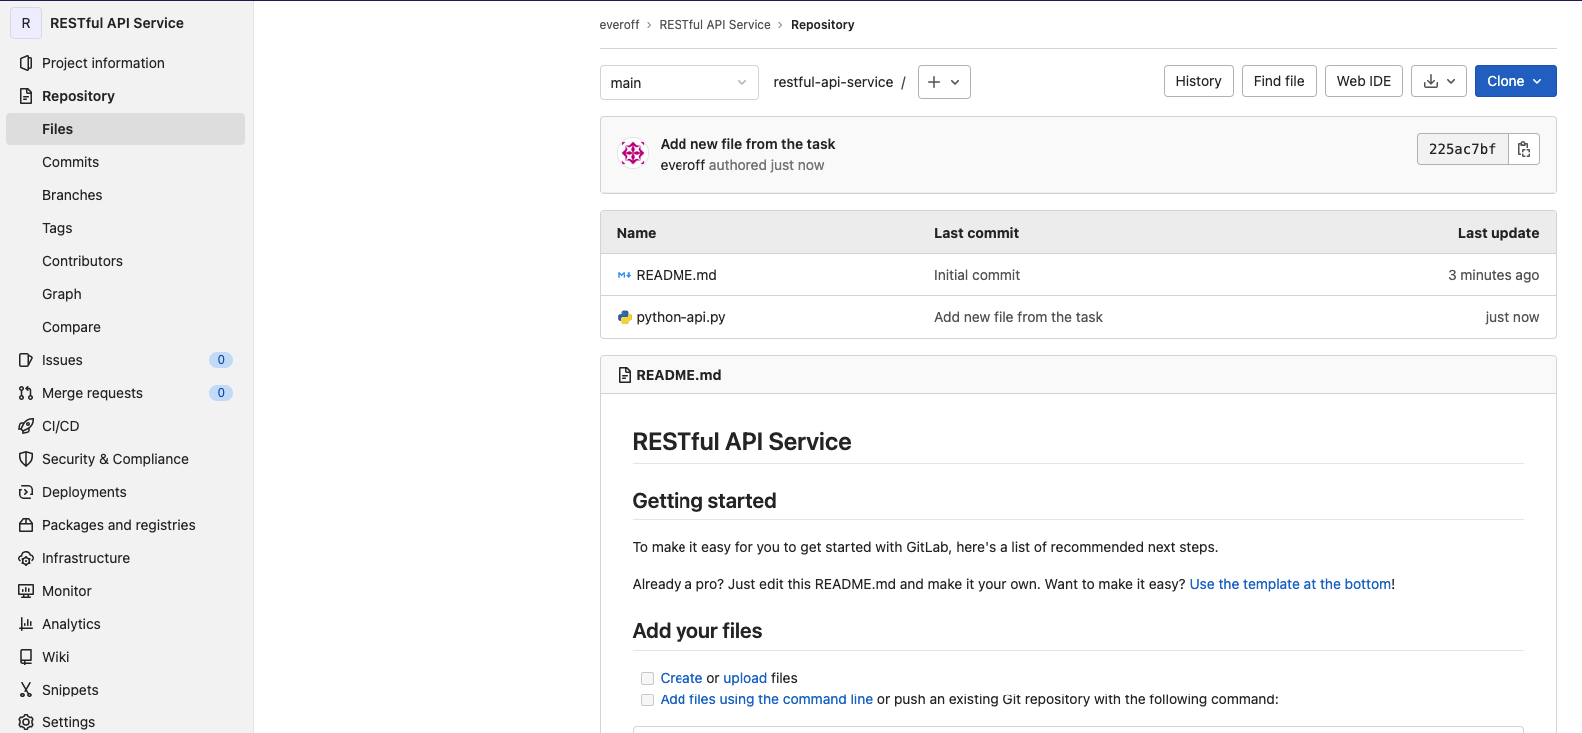 R RESTful API Service
Project information
Repository
Files
Commits
Branches
Tags
Contributors
Graph
Compare
Issues 0
Merge requests 0
CI/CD
Security & Compliance
Deployments
Packages and registries
Infrastructure
Monitor
Analytics
Wiki
Snippets
Settings
everoff › RESTful API Service › Repository
main restful-api-service / + History Find file Web IDE Clone
Add new file from the task
everoff authored just now
225ac7bf
Name Last commit Last update
README.md Initial commit 3 minutes ago
python-api.py Add new file from the task just now
README.md
RESTful API Service
Getting started
To make it easy for you to get started with GitLab, here's a list of recommended next steps.
Already a pro? Just edit this README.md and make it your own. Want to make it easy? Use the template at the bottom!
Add your files
Create or upload files
Add files using the command line or push an existing Git repository with the following command: